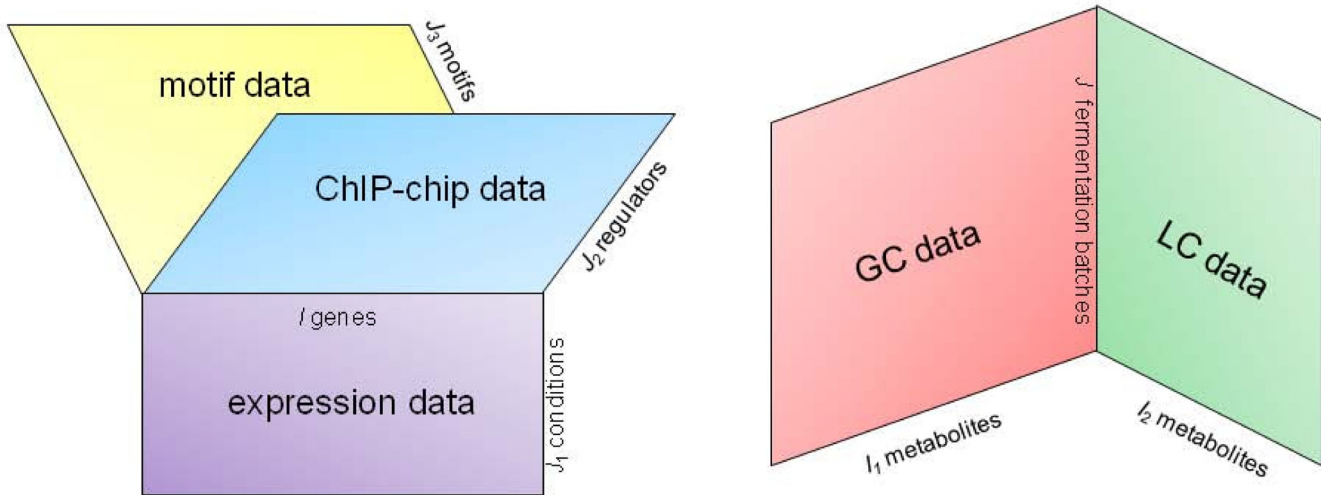 motif data
J₃ motifs
ChIP-chip data
J₂ regulators
I genes
expression data
J₁ conditions
GC data
J fermentation batches
LC data
I₁ metabolites
I₂ metabolites